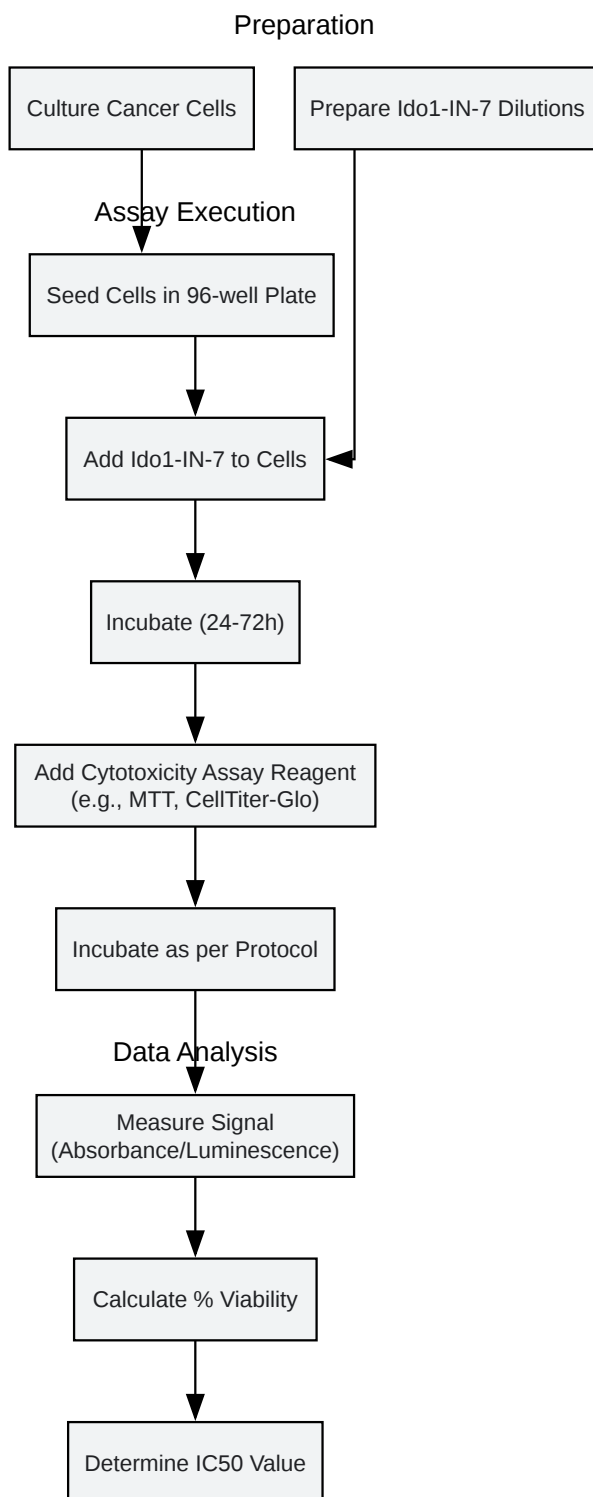 Preparation
Culture Cancer Cells
Prepare Ido1-IN-7 Dilutions
Assay Execution
Seed Cells in 96-well Plate
Add Ido1-IN-7 to Cells
Incubate (24-72h)
Add Cytotoxicity Assay Reagent
(e.g., MTT, CellTiter-Glo)
Incubate as per Protocol
Data Analysis
Measure Signal
(Absorbance/Luminescence)
Calculate % Viability
Determine IC50 Value